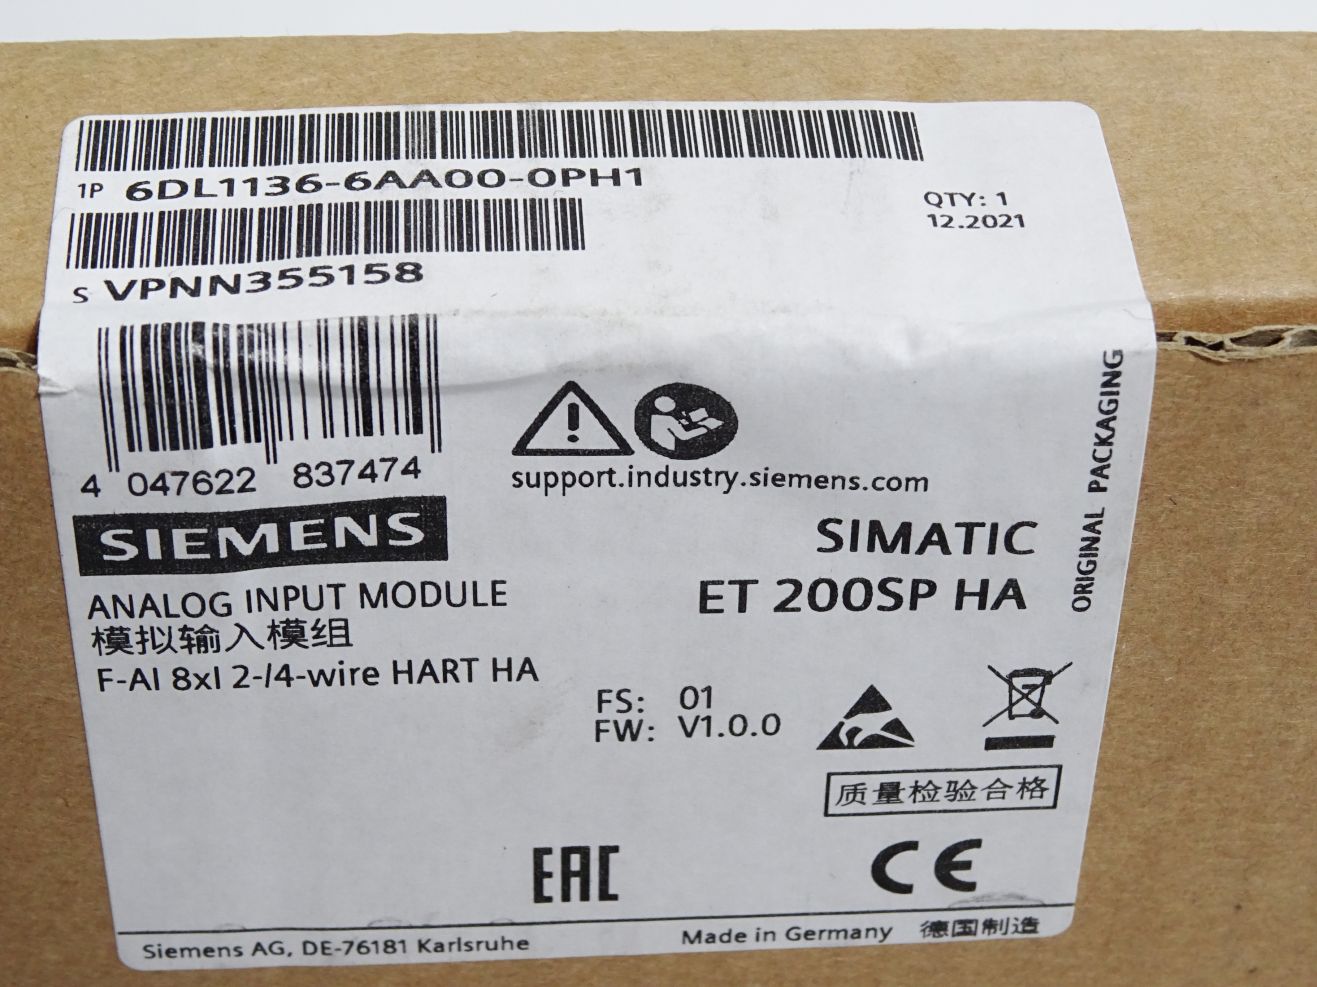 1P 6DL1136-6AA00-0PH1
QTY: 1
12.2021
S VPNN355158
4 047622 837474
support.industry.siemens.com
ORIGINAL PACKAGING
SIEMENS
SIMATIC
ET 200SP HA
ANALOG INPUT MODULE
模拟输入模组
F-AI 8xI 2-/4-wire HART HA
FS: 01
FW: V1.0.0
质量检验合格
EAC
CE
Siemens AG, DE-76181 Karlsruhe
Made in Germany 德国制造